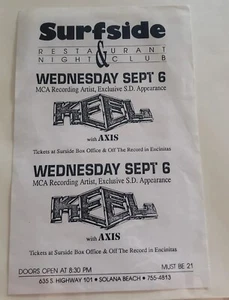 Surfside
RESTAURANT
&
NIGHT CLUB
WEDNESDAY SEPT 6
MCA Recording Artist, Exclusive S.D. Appearance
KEEL
with AXIS
Tickets at Surside Box Office & Off The Record in Encinitas
WEDNESDAY SEPT 6
MCA Recording Artist, Exclusive S.D. Appearance
KEEL
with AXIS
Tickets at Surside Box Office & Off The Record in Encinitas
DOORS OPEN AT 8:30 PM MUST BE 21
635 S. HIGHWAY 101 • SOLANA BEACH • 755-4813